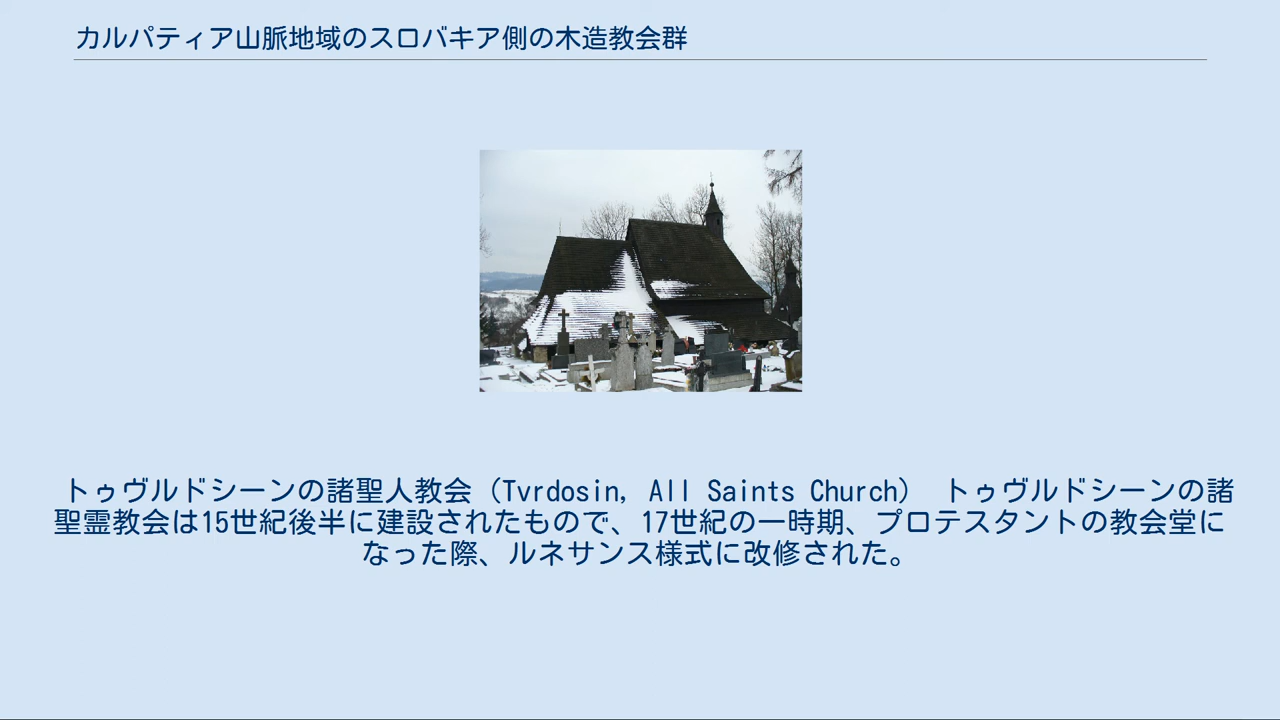 カルパティア山脈地域のスロバキア側の木造教会群
トゥヴルドシーンの諸聖人教会（Tvrdosin, All Saints Church） トゥヴルドシーンの諸
聖霊教会は15世紀後半に建設されたもので、17世紀の一時期、プロテスタントの教会堂に
なった際、ルネサンス様式に改修された。